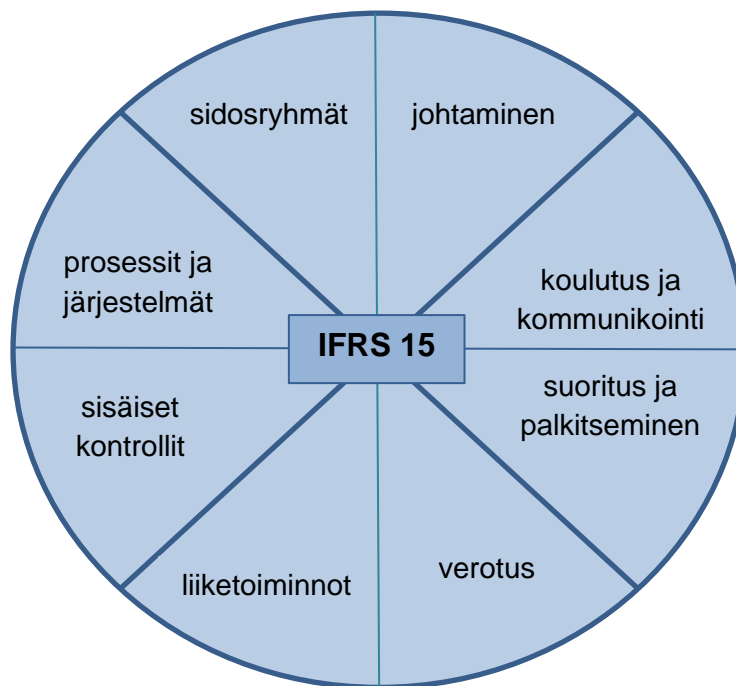 sidosryhmät
johtaminen
prosessit ja
järjestelmät
koulutus ja
kommunikointi
IFRS 15
sisäiset
kontrollit
suoritus ja
palkitseminen
liiketoiminnot
verotus